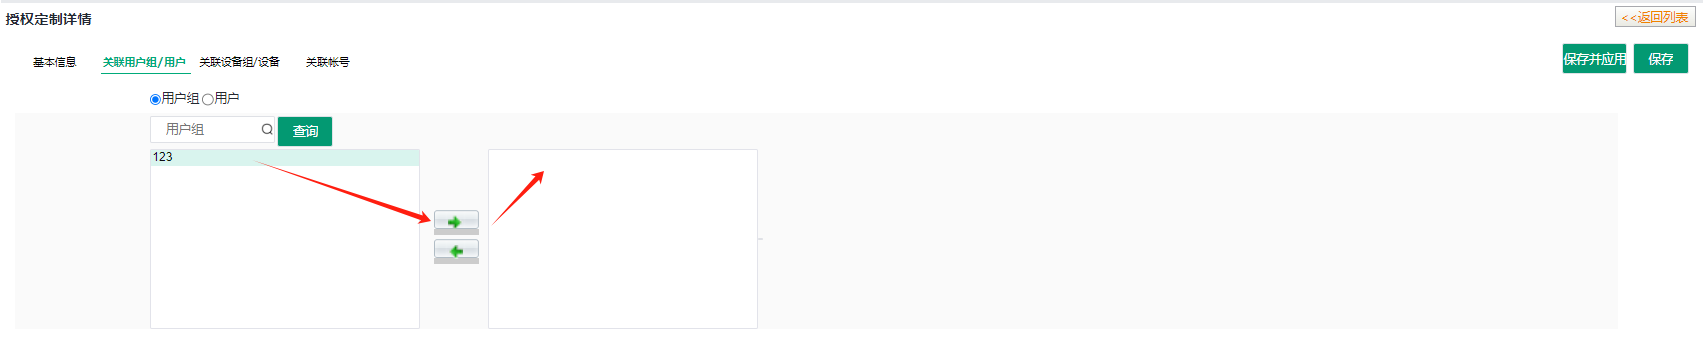 授权定制详情
<<返回列表
基本信息 关联用户组/用户 关联设备组/设备 关联帐号
保存并应用 保存
用户组 用户
用户组 查询
123